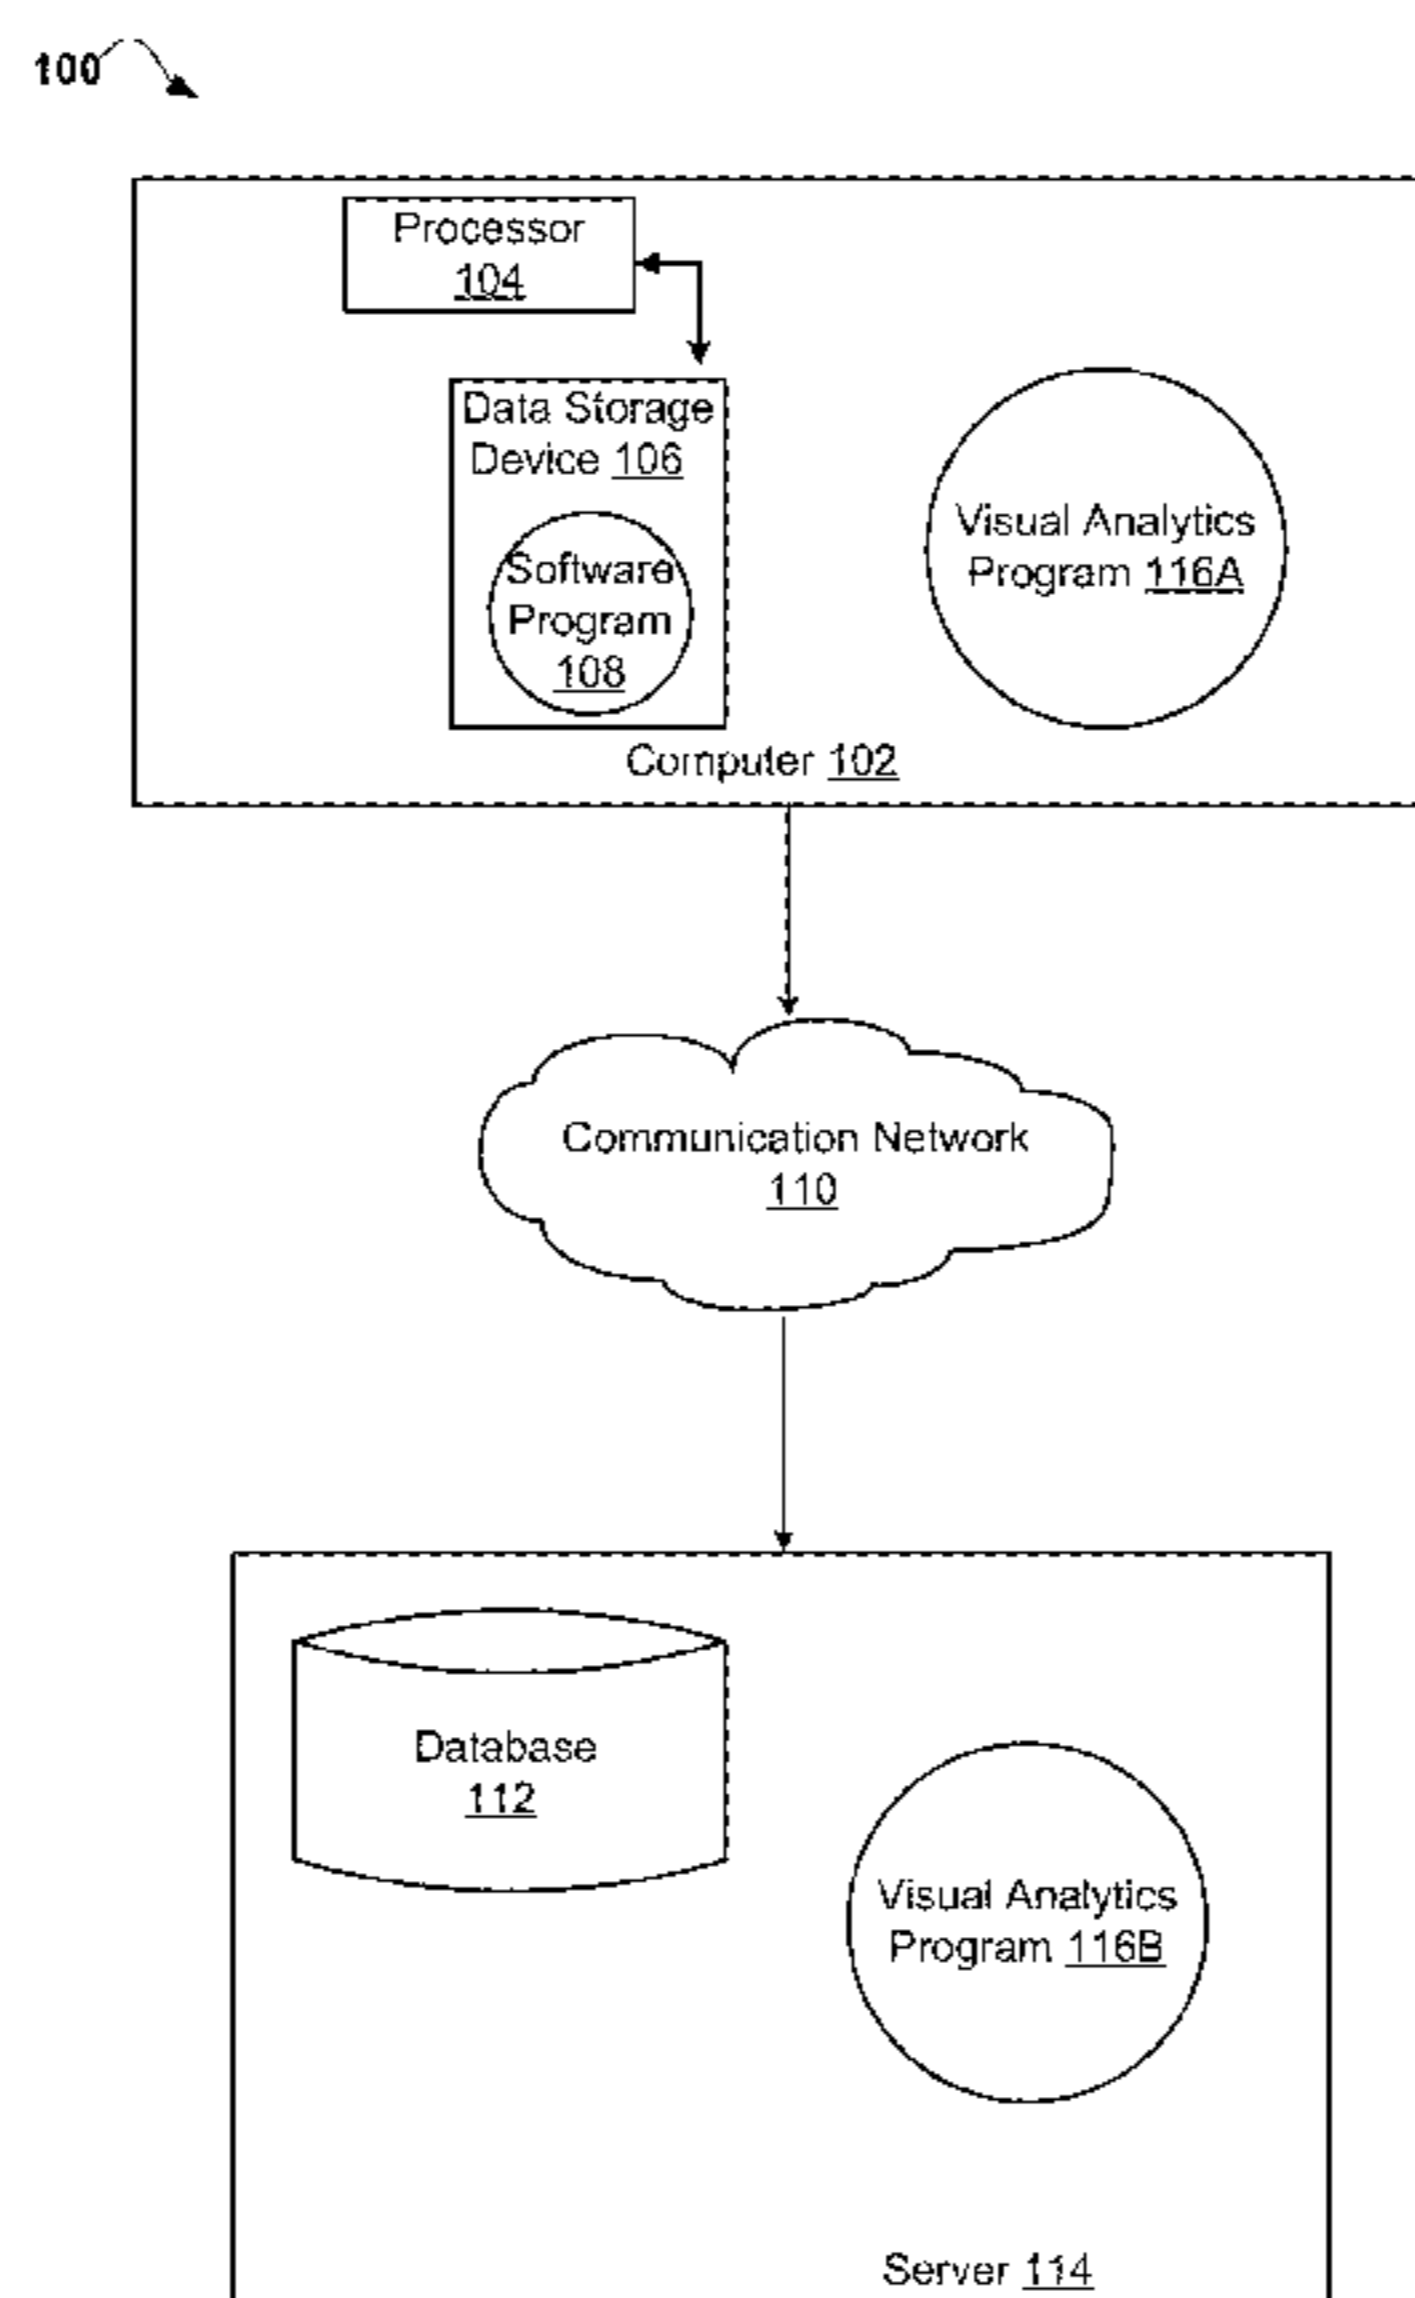 100
Processor
104
Data Storage
Device 106
Software
Program
108
Visual Analytics
Program 116A
Computer 102
Communication Network
110
Database
112
Visual Analytics
Program 116B
Server 114